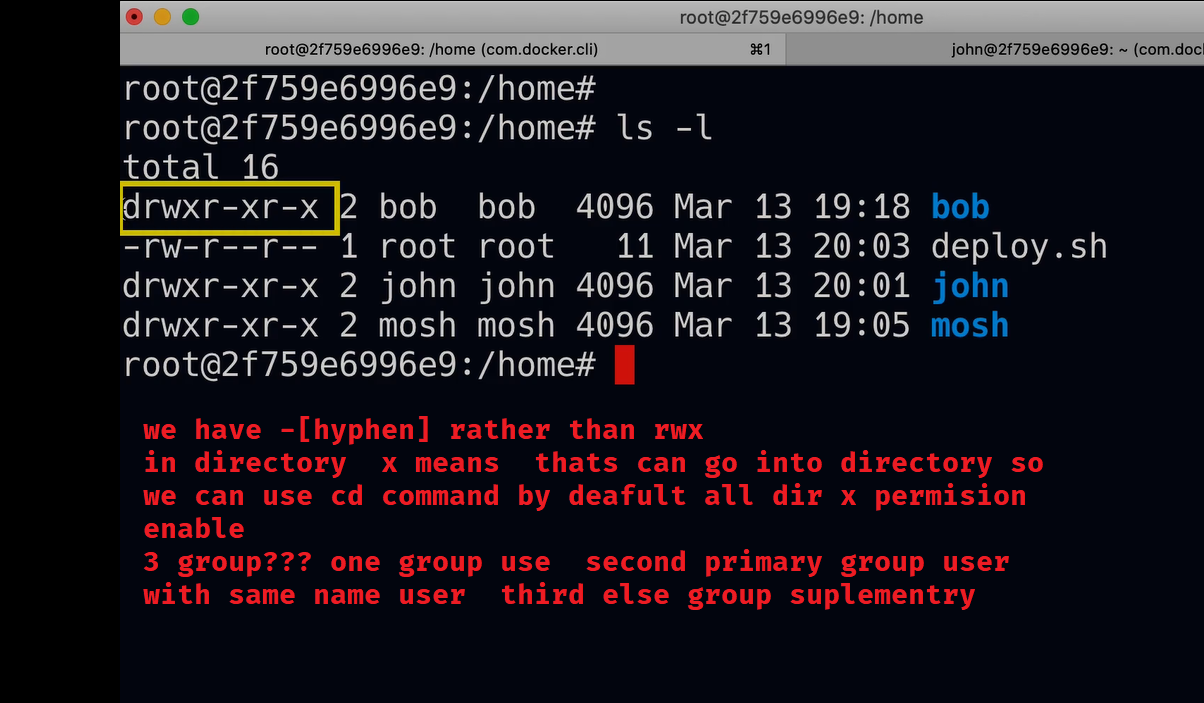 root@2f759e6996e9: /home
root@2f759e6996e9: /home (com.docker.cli) ⌘1 john@2f759e6996e9: ~ (com.doc
root@2f759e6996e9:/home#
root@2f759e6996e9:/home# ls -l
total 16
drwxr-xr-x 2 bob bob 4096 Mar 13 19:18 bob
-rw-r--r-- 1 root root 11 Mar 13 20:03 deploy.sh
drwxr-xr-x 2 john john 4096 Mar 13 20:01 john
drwxr-xr-x 2 mosh mosh 4096 Mar 13 19:05 mosh
root@2f759e6996e9:/home#
we have -[hyphen] rather than rwx
in directory x means thats can go into directory so
we can use cd command by deafult all dir x permision
enable
3 group??? one group use second primary group user
with same name user third else group suplementry